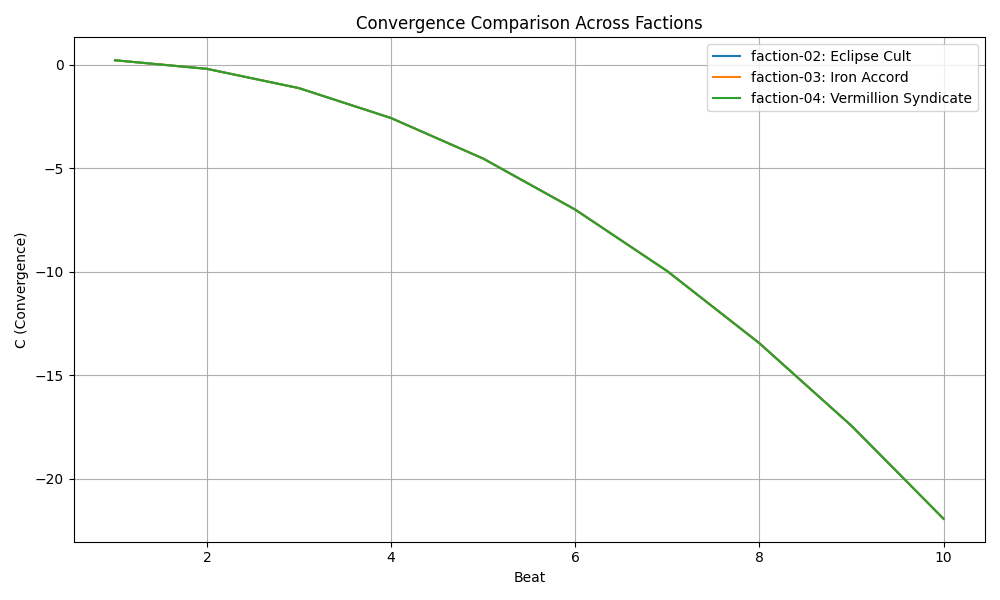 Convergence Comparison Across Factions
faction-02: Eclipse Cult
faction-03: Iron Accord
faction-04: Vermillion Syndicate
C (Convergence)
0
−5
−10
−15
−20
2 4 6 8 10
Beat